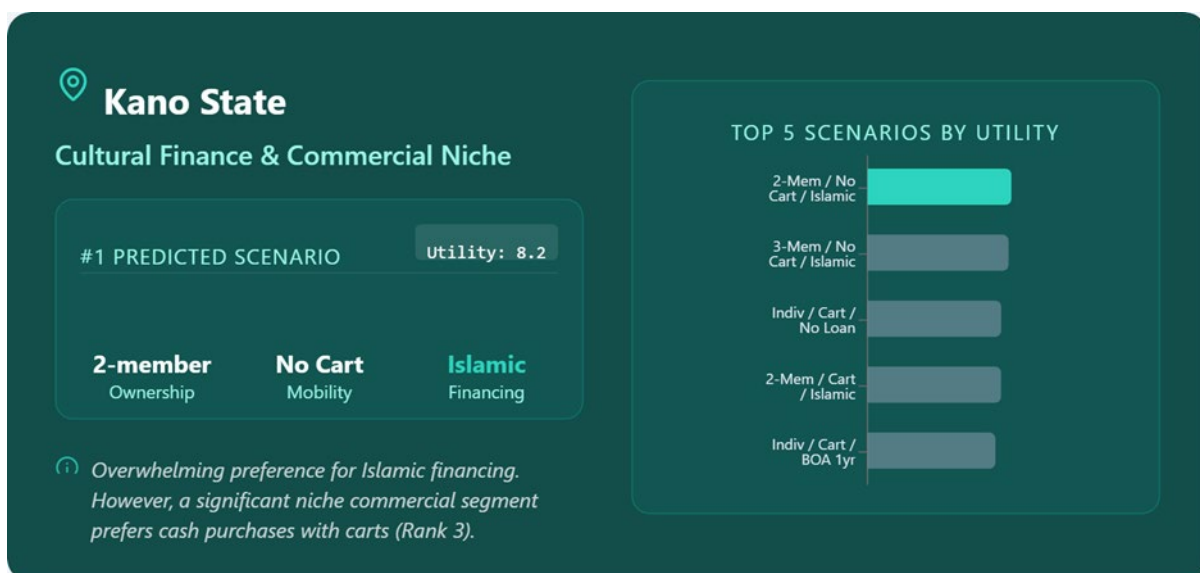 Kano State
Cultural Finance & Commercial Niche
#1 PREDICTED SCENARIO
Utility: 8.2
2-member
Ownership
No Cart
Mobility
Islamic
Financing
Overwhelming preference for Islamic financing.
However, a significant niche commercial segment
prefers cash purchases with carts (Rank 3).
TOP 5 SCENARIOS BY UTILITY
2-Mem / No
Cart / Islamic
3-Mem / No
Cart / Islamic
Indiv / Cart /
No Loan
2-Mem / Cart
/ Islamic
Indiv / Cart /
BOA 1yr